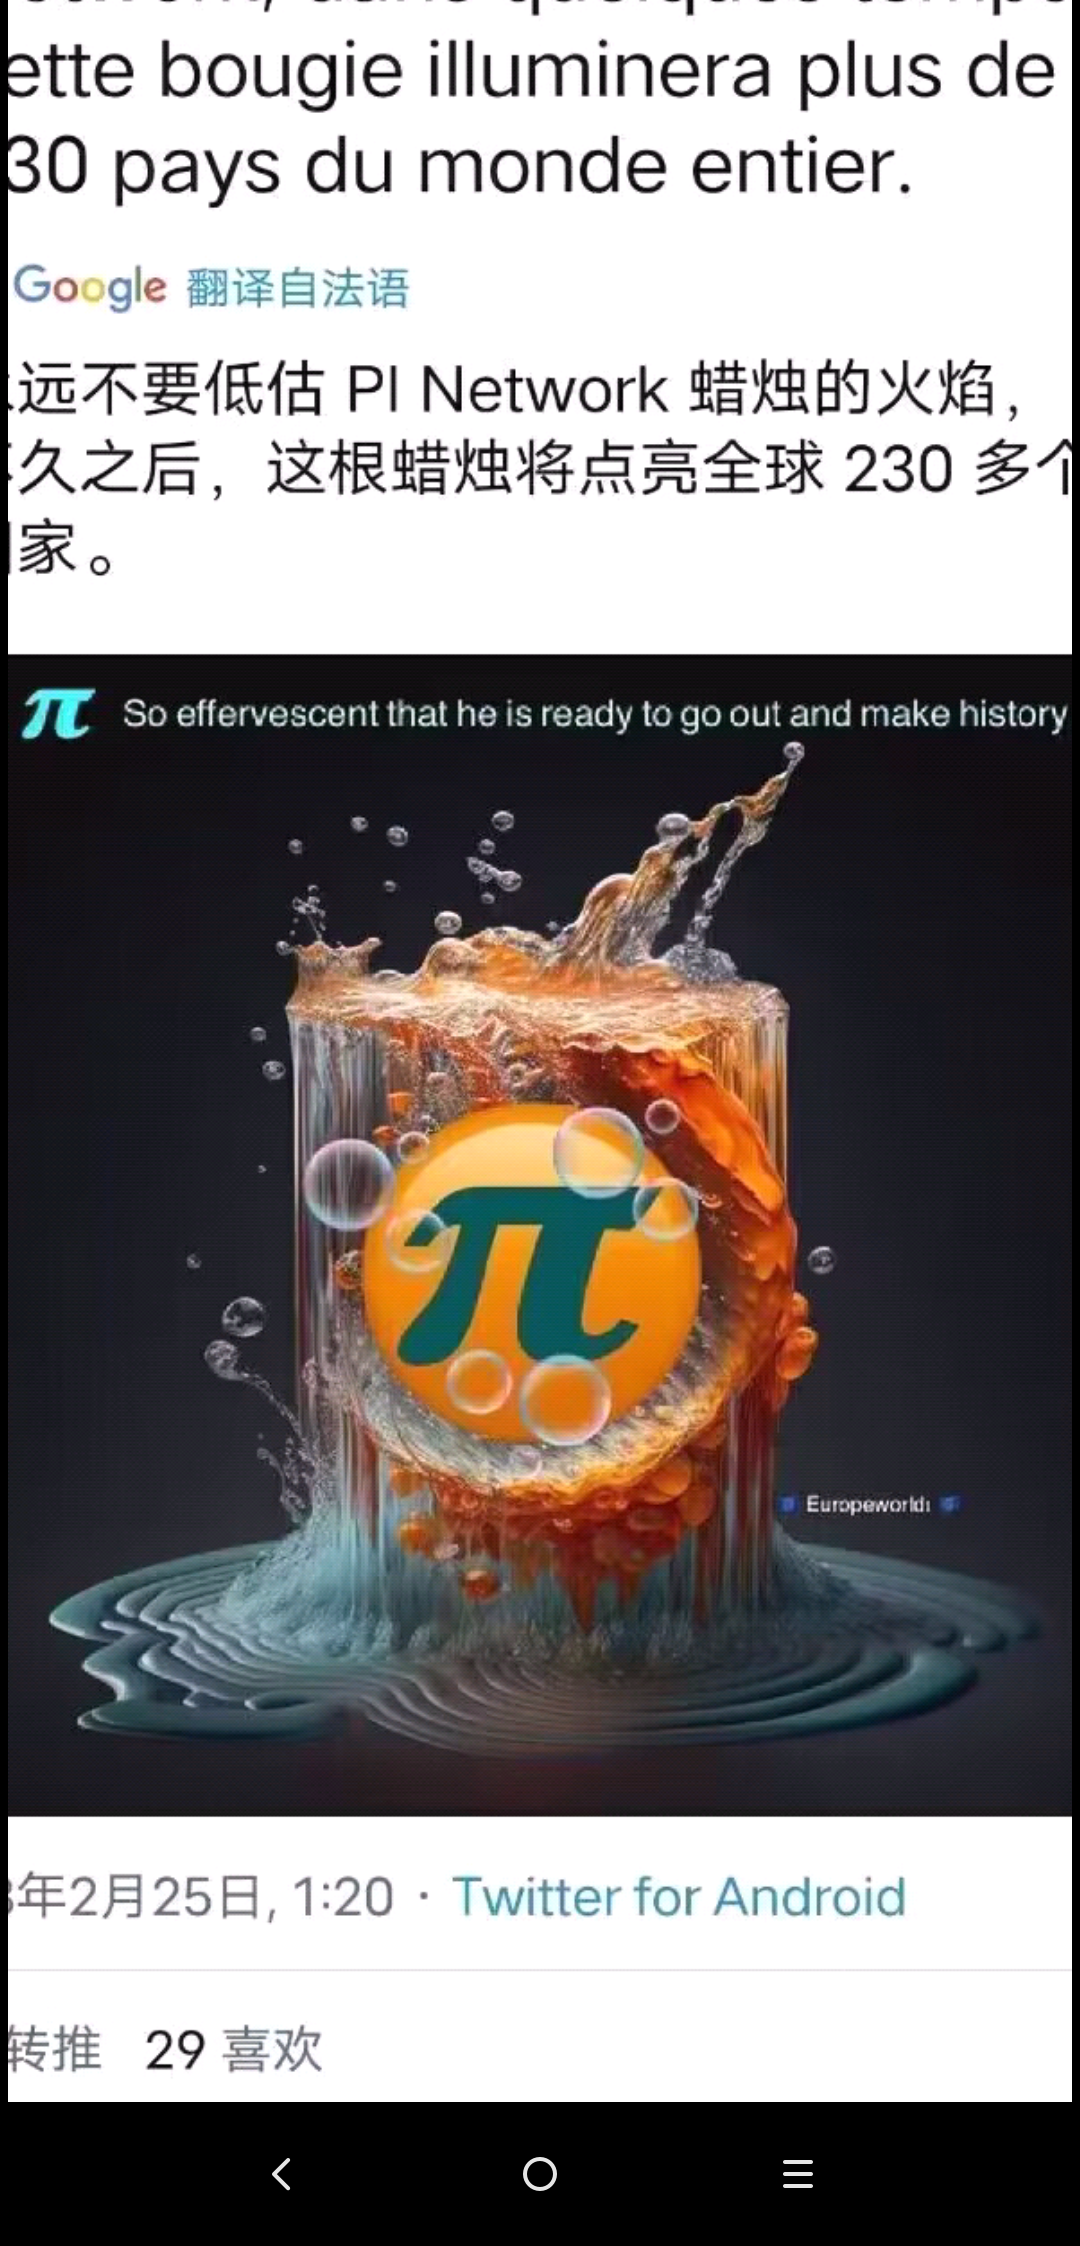 ette bougie illuminera plus de
30 pays du monde entier.
Google 翻译自法语
远不要低估 PI Network 蜡烛的火焰，
久之后，这根蜡烛将点亮全球 230 多个
家。
π So effervescent that he is ready to go out and make history
π
Europeworldı
年2月25日, 1:20 · Twitter for Android
转推 29 喜欢